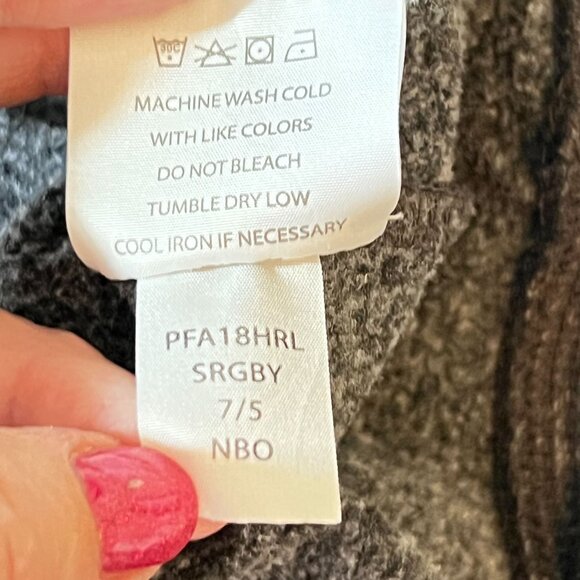 30C
MACHINE WASH COLD
WITH LIKE COLORS
DO NOT BLEACH
TUMBLE DRY LOW
COOL IRON IF NECESSARY
PFA18HRL
SRGBY
7/5
NBO